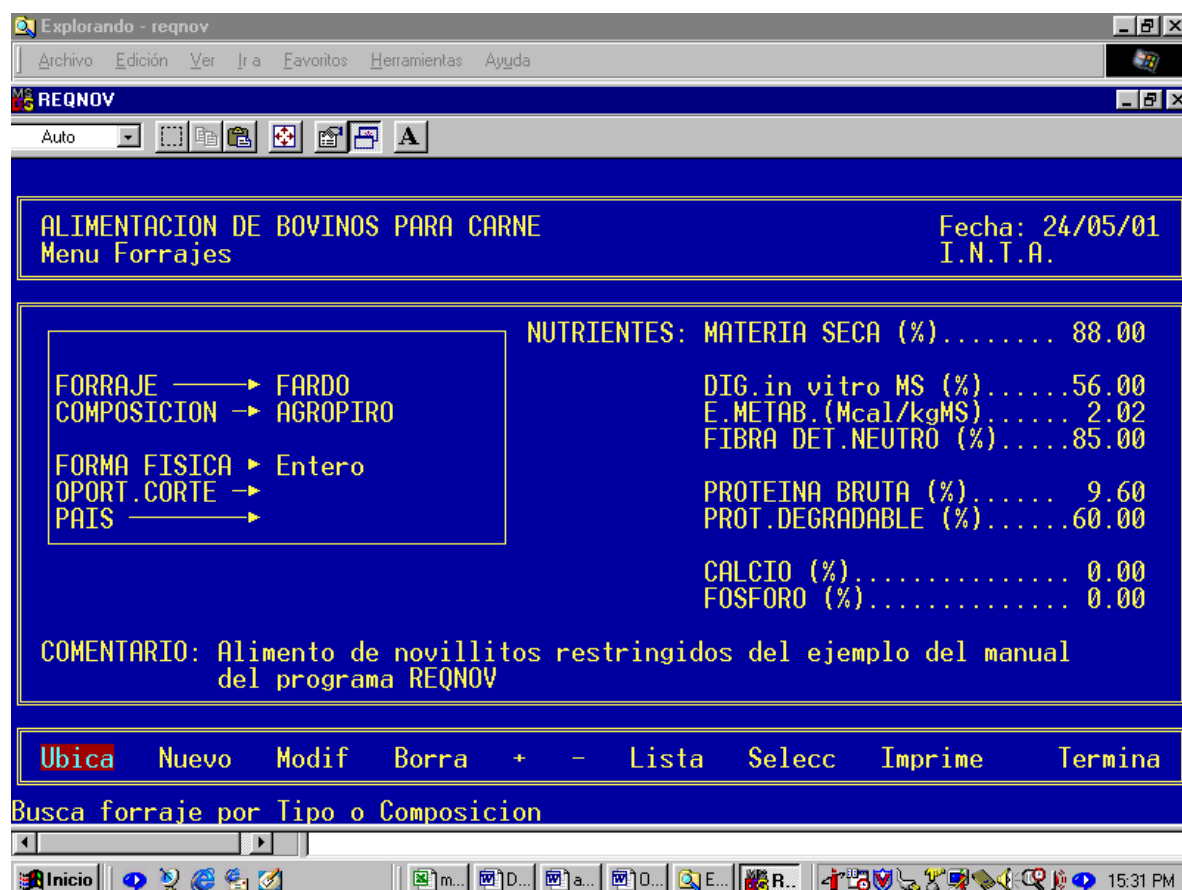 Explorando - reqnov
Archivo Edición Ver Ir a Favoritos Herramientas Ayuda
MS REQNOV
Auto A
ALIMENTACION DE BOVINOS PARA CARNE Fecha: 24/05/01
Menu Forrajes I.N.T.A.
NUTRIENTES: MATERIA SECA (%)........ 88.00
FORRAJE FARDO DIG.in vitro MS (%)......56.00
COMPOSICION AGROPIRO E.METAB.(Mcal/kgMS)...... 2.02
FIBRA DET.NEUTRO (%).....85.00
FORMA FISICA Entero
OPORT.CORTE PROTEINA BRUTA (%)...... 9.60
PAIS PROT.DEGRADABLE (%)......60.00
CALCIO (%)............... 0.00
FOSFORO (%).............. 0.00
COMENTARIO: Alimento de novillitos restringidos del ejemplo del manual
del programa REQNOV
Ubica Nuevo Modif Borra + - Lista Selecc Imprime Termina
Busca forraje por Tipo o Composicion
Inicio m... D... a... O... E... R.. 15:31 PM